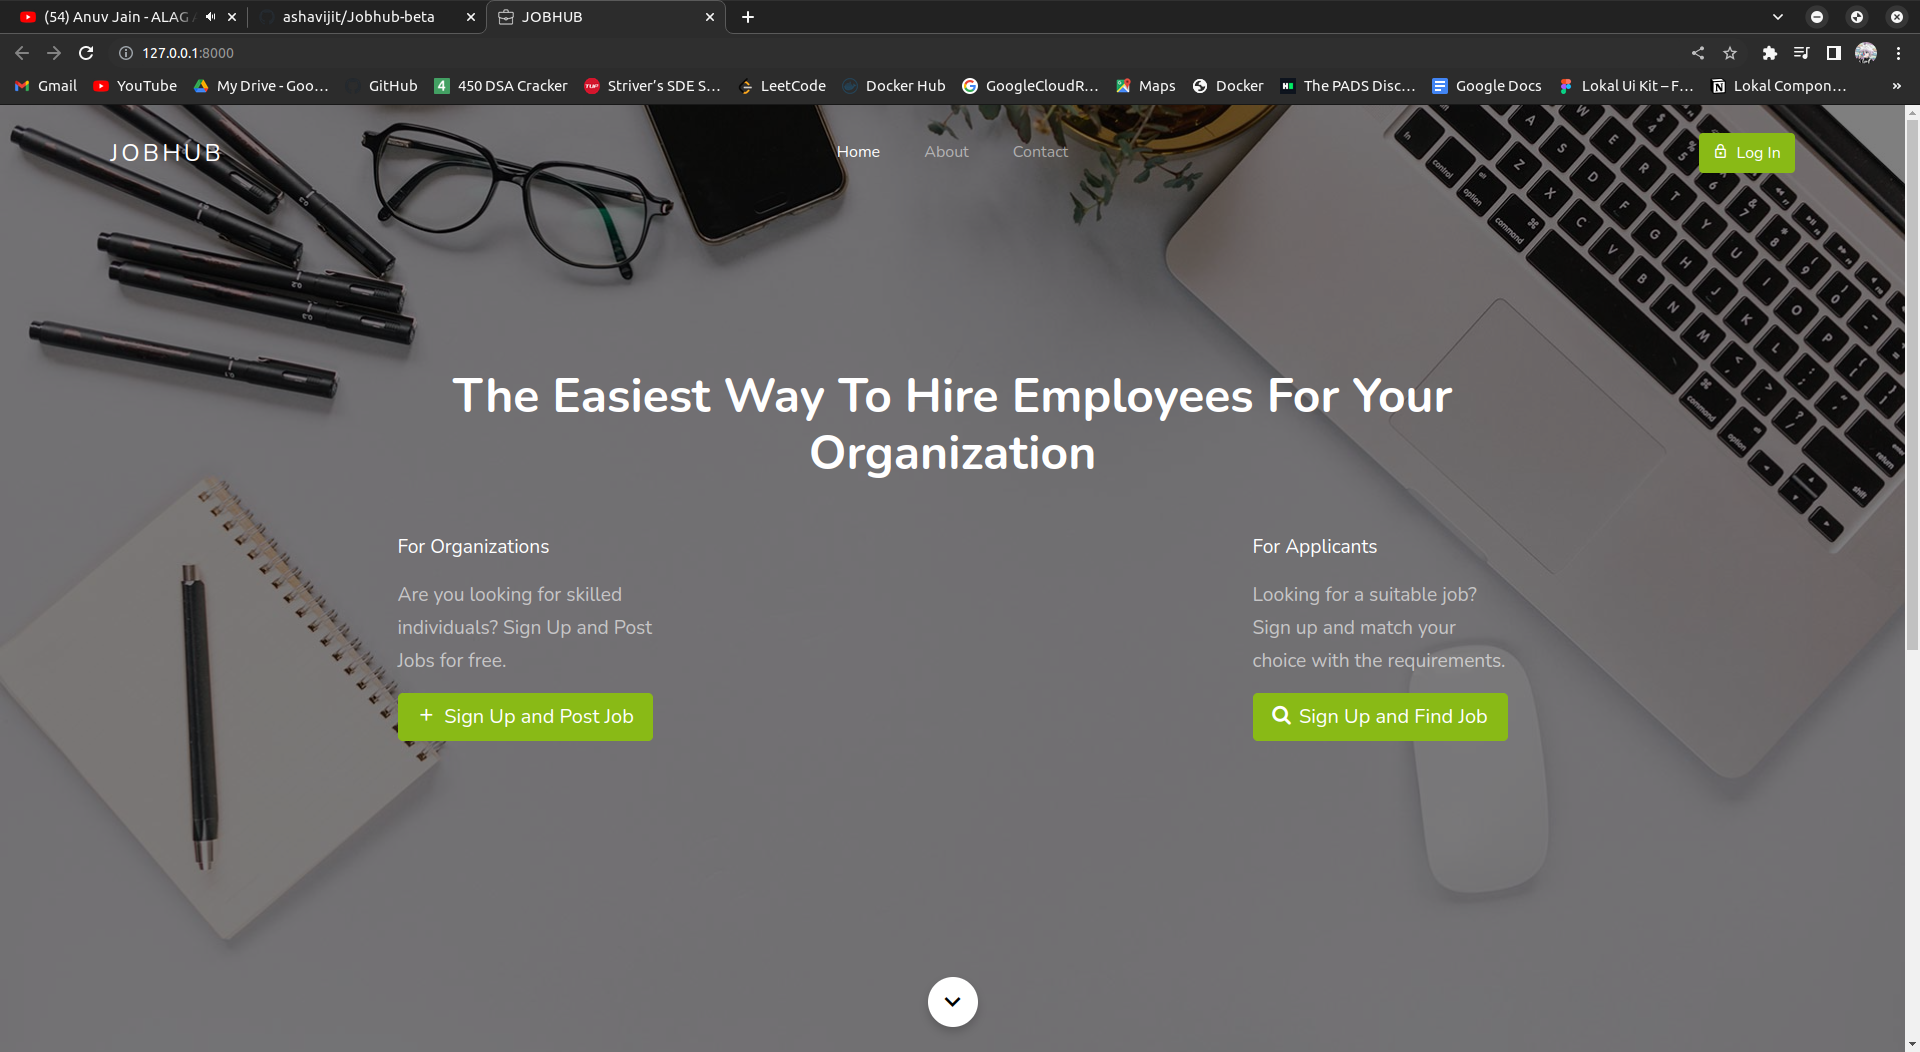 (54) Anuv Jain - ALAG A
ashavijit/Jobhub-beta
JOBHUB
127.0.0.1:8000
Gmail
YouTube
My Drive - Goo...
GitHub
4
450 DSA Cracker
TUF
Striver's SDE S...
LeetCode
Docker Hub
GoogleCloudR...
Maps
Docker
The PADS Disc...
Google Docs
Lokal Ui Kit – F...
Lokal Compon...
»
JOBHUB
Home
About
Contact
Log In
The Easiest Way To Hire Employees For Your
Organization
For Organizations
Are you looking for skilled
individuals? Sign Up and Post
Jobs for free.
+ Sign Up and Post Job
For Applicants
Looking for a suitable job?
Sign up and match your
choice with the requirements.
Sign Up and Find Job